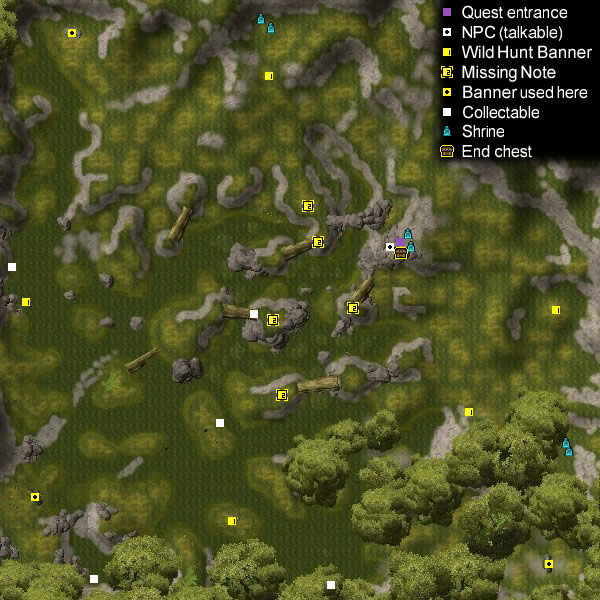 Quest entrance
NPC (talkable)
Wild Hunt Banner
Missing Note
Banner used here
Collectable
Shrine
End chest